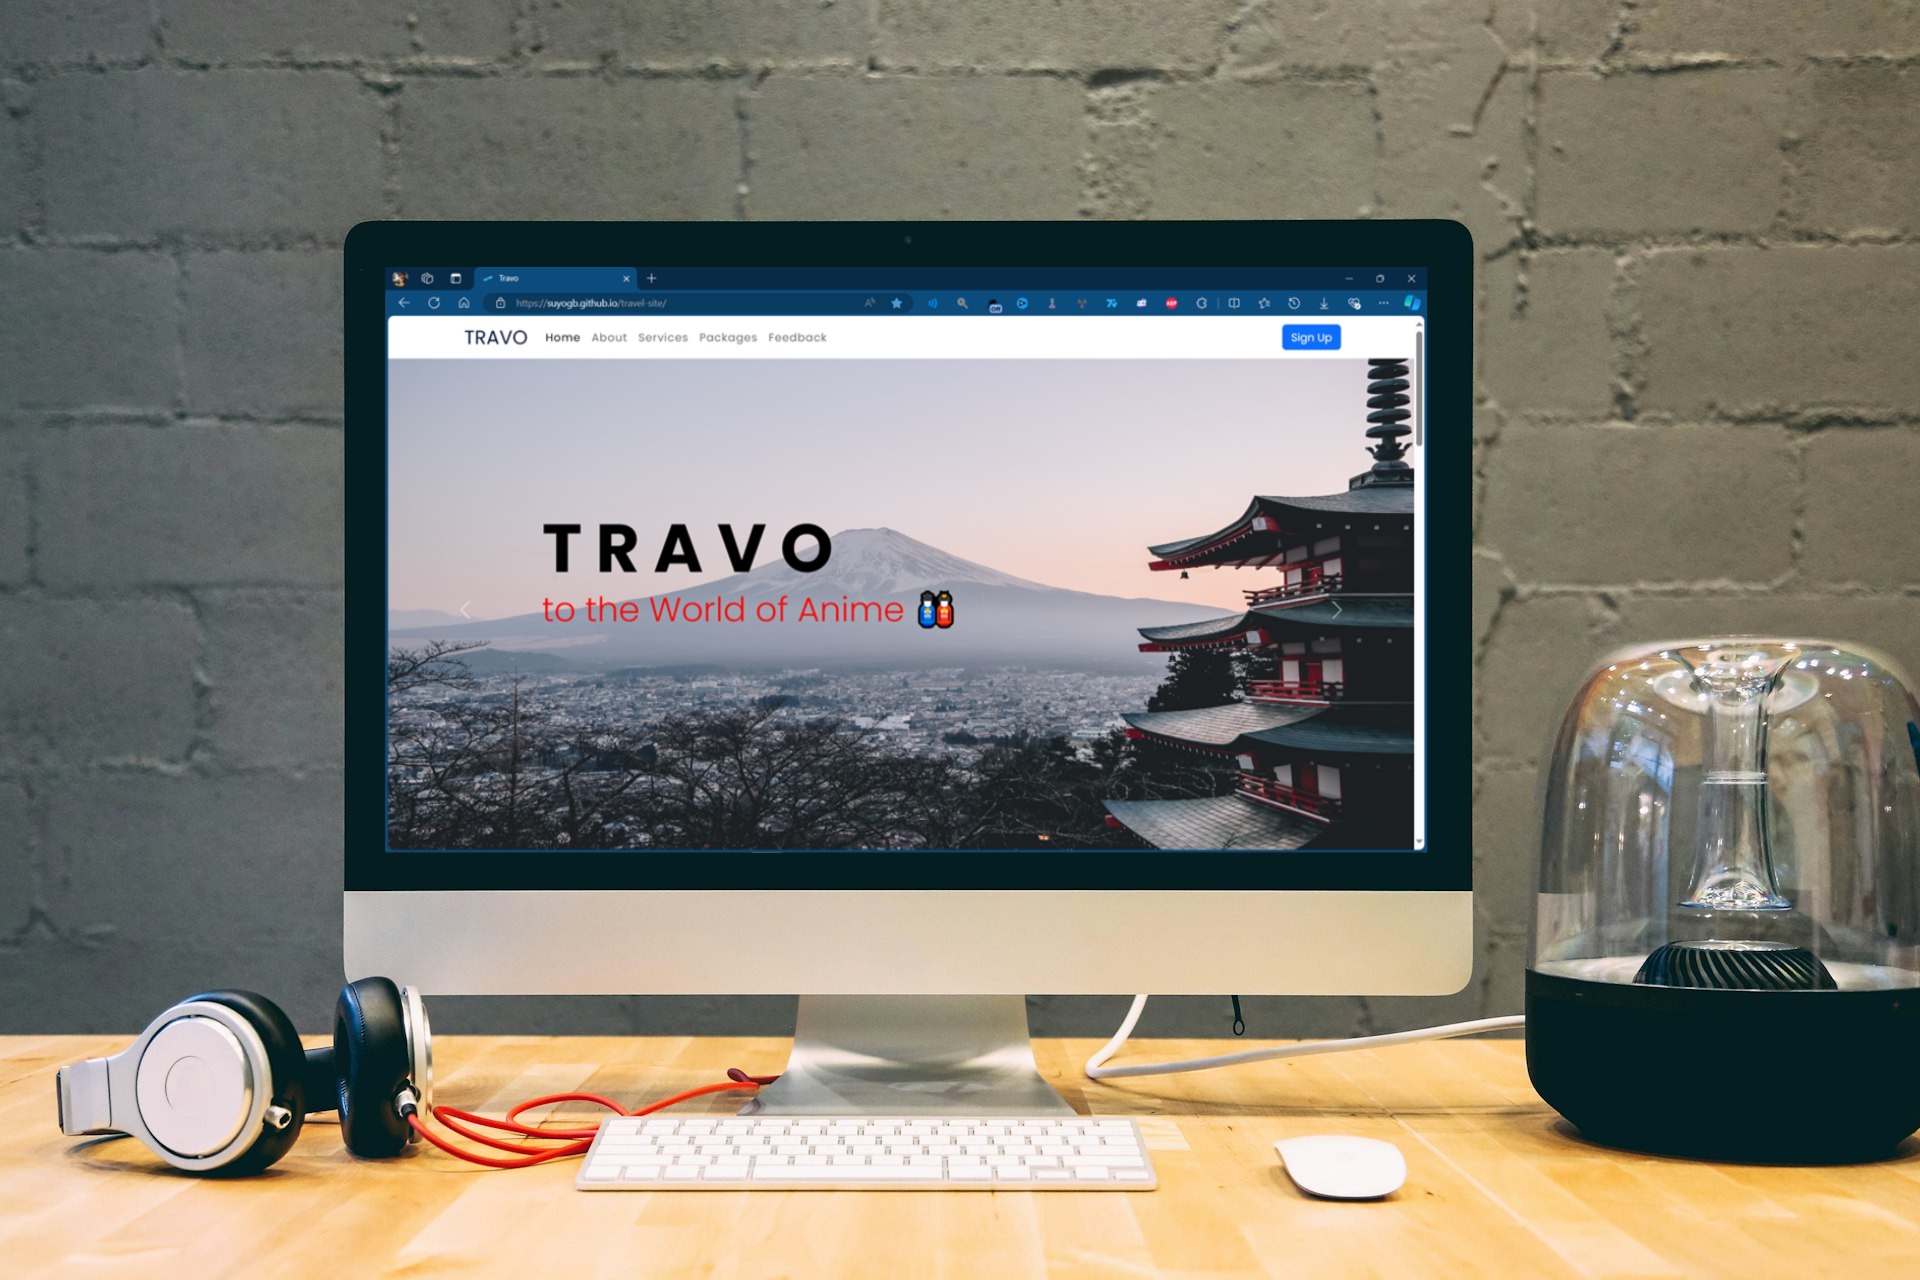 Travo
https://suyogb.github.io/travel-site/
TRAVO Home About Services Packages Feedback Sign Up
TRAVO
to the World of Anime 🎎